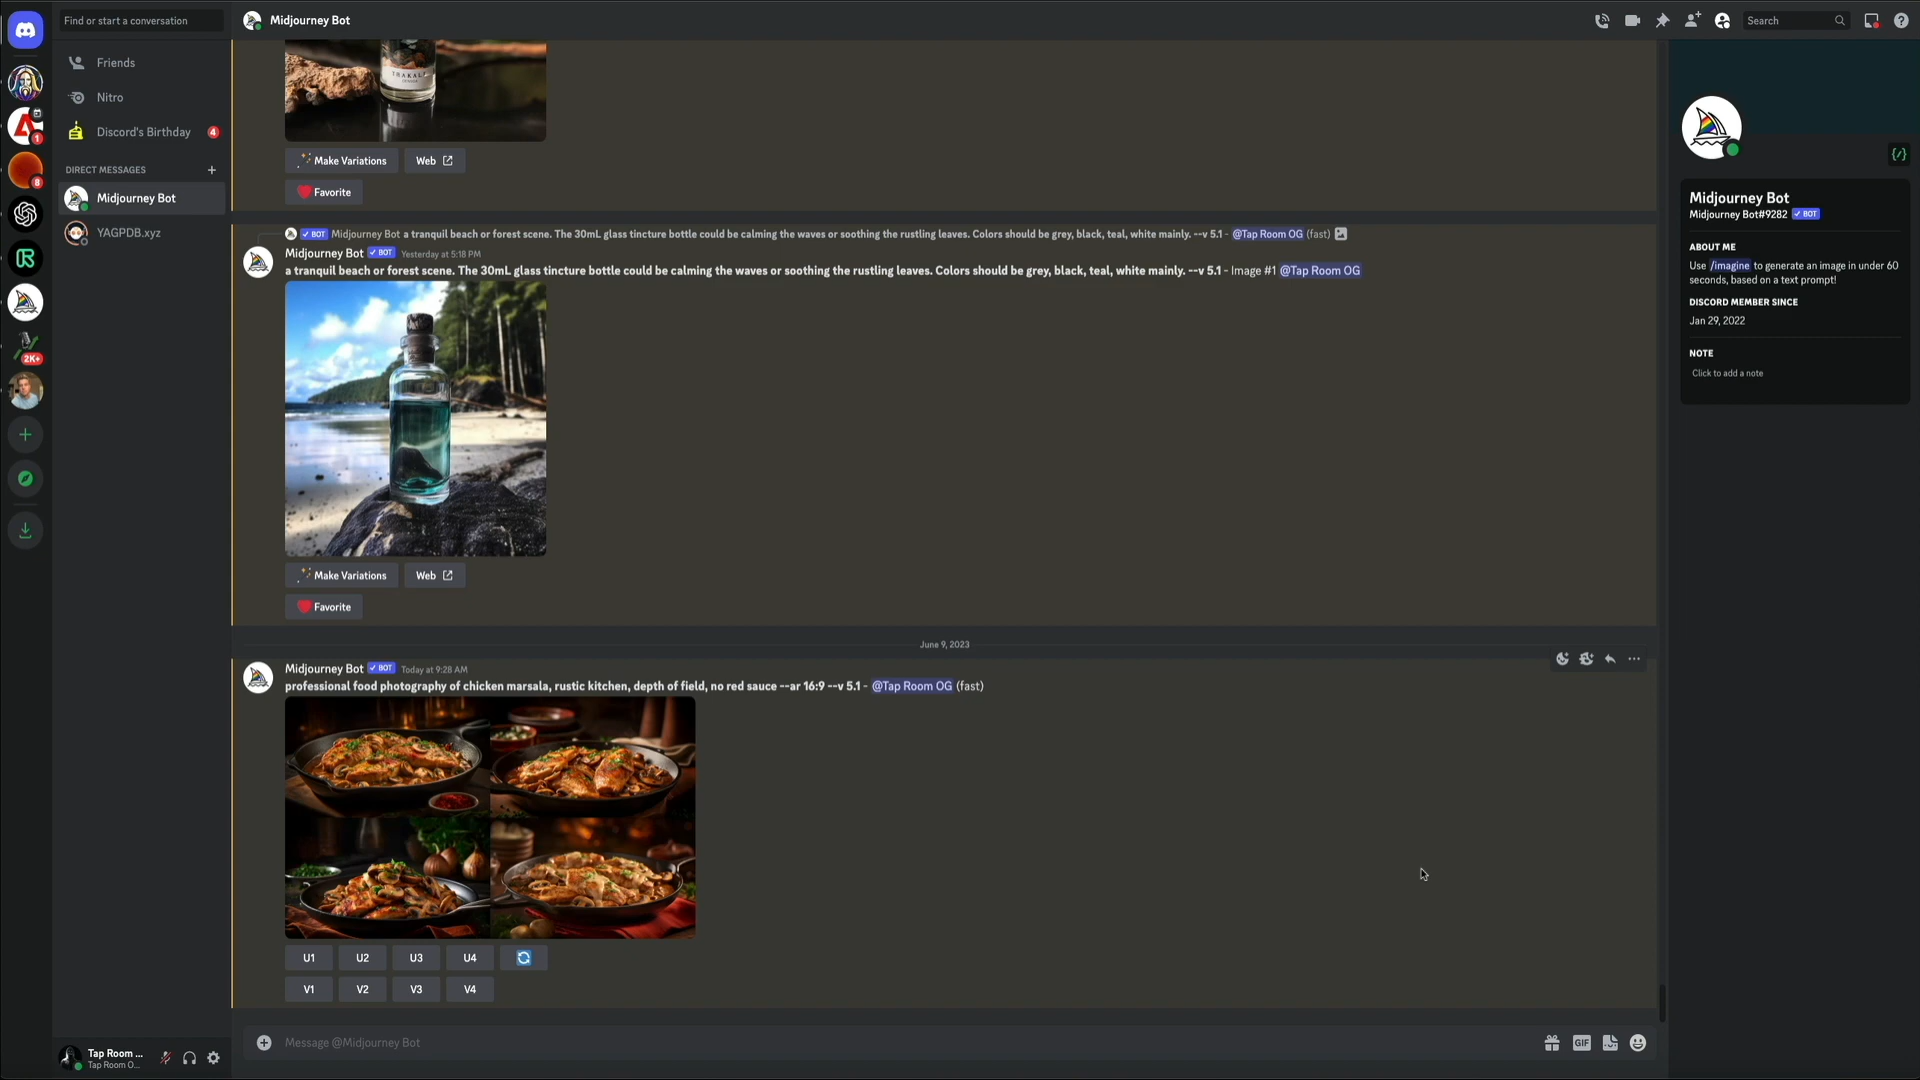 Find or start a conversation
Midjourney Bot
Search
Friends
Nitro
Discord's Birthday 4
DIRECT MESSAGES
Midjourney Bot
YAGPDB.xyz
1
8
2K+
TRAKAL
Make Variations Web
Favorite
BOT Midjourney Bot a tranquil beach or forest scene. The 30mL glass tincture bottle could be calming the waves or soothing the rustling leaves. Colors should be grey, black, teal, white mainly. --v 5.1 - @Tap Room OG (fast)
Midjourney Bot BOT Yesterday at 5:18 PM
a tranquil beach or forest scene. The 30mL glass tincture bottle could be calming the waves or soothing the rustling leaves. Colors should be grey, black, teal, white mainly. --v 5.1 - Image #1 @Tap Room OG
Make Variations Web
Favorite
June 9, 2023
Midjourney Bot BOT Today at 9:28 AM
professional food photography of chicken marsala, rustic kitchen, depth of field, no red sauce --ar 16:9 --v 5.1 - @Tap Room OG (fast)
U1 U2 U3 U4
V1 V2 V3 V4
Message @Midjourney Bot
GIF
Tap Room ...
Tap Room O...
Midjourney Bot
Midjourney Bot#9282 BOT
ABOUT ME
Use /imagine to generate an image in under 60
seconds, based on a text prompt!
DISCORD MEMBER SINCE
Jan 29, 2022
NOTE
Click to add a note